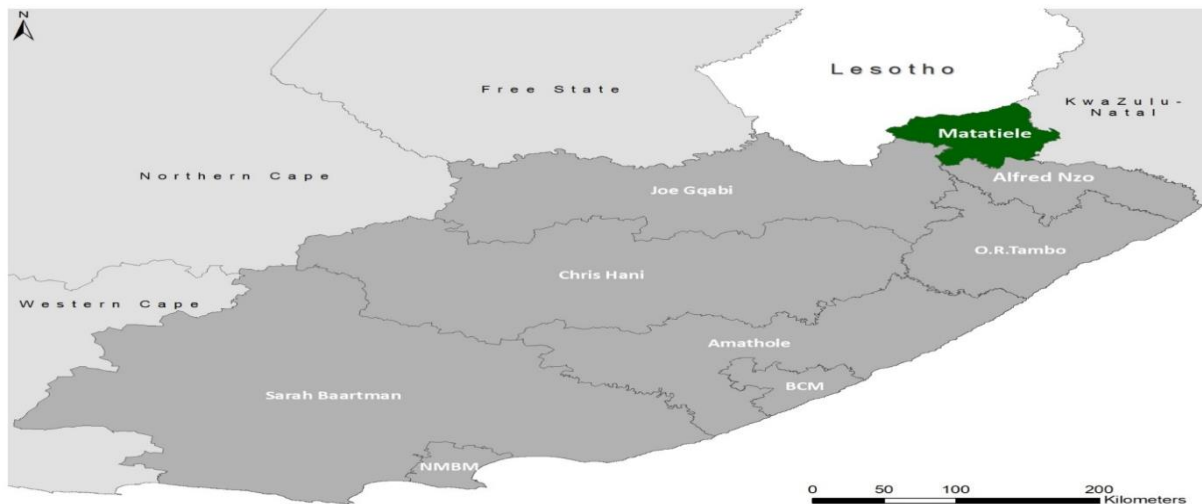 N
Lesotho
Free State
KwaZulu-
Natal
Matatiele
Northern Cape
Alfred Nzo
Joe Gqabi
O.R.Tambo
Chris Hani
Western Cape
Amathole
BCM
Sarah Baartman
NMBM
0 50 100 200
Kilometers